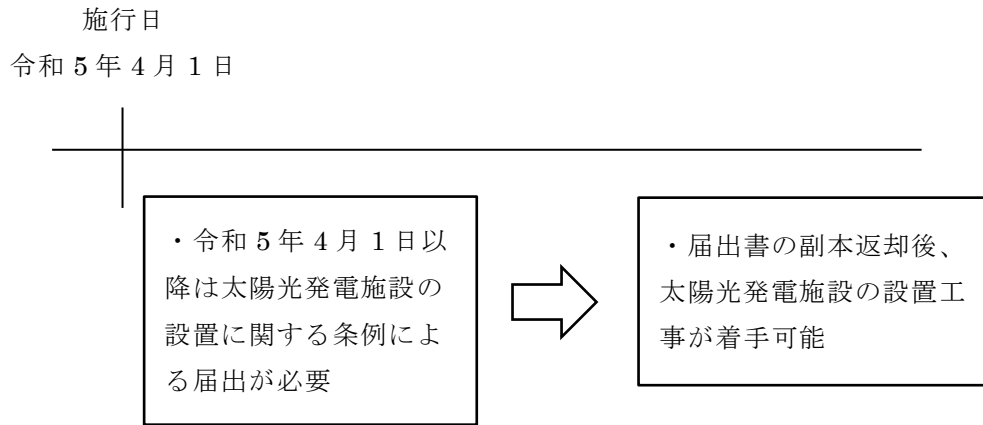 施行日
令和５年４月１日
・令和５年４月１日以
降は太陽光発電施設の
設置に関する条例によ
る届出が必要
・届出書の副本返却後、
太陽光発電施設の設置工
事が着手可能